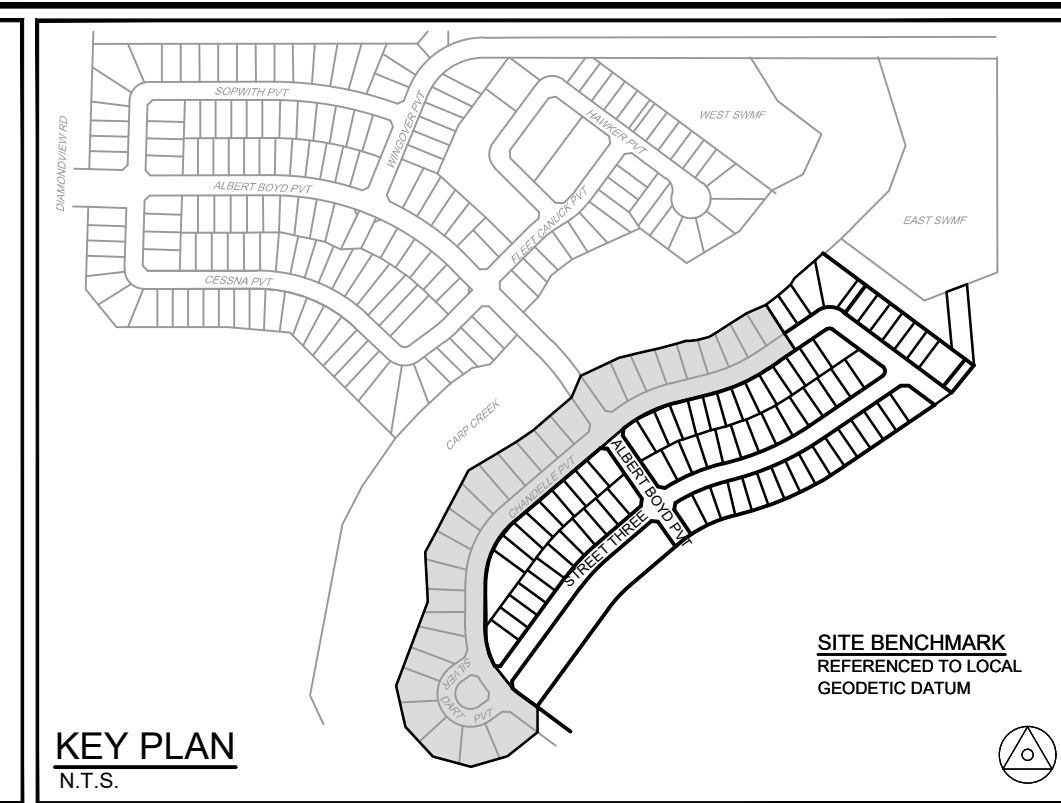 SOPWITH PVT
WINGOVER PVT
HAWKER PVT
WEST SWMF
DIAMONDVIEW RD
ALBERT BOYD PVT
FLEET CANUCK PVT
EAST SWMF
CESSNA PVT
CARP CREEK
CHANDELLE PVT
ALBERT BOYD PVT
STREET THREE
SILVER
DART PVT
SITE BENCHMARK
REFERENCED TO LOCAL
GEODETIC DATUM
KEY PLAN
N.T.S.